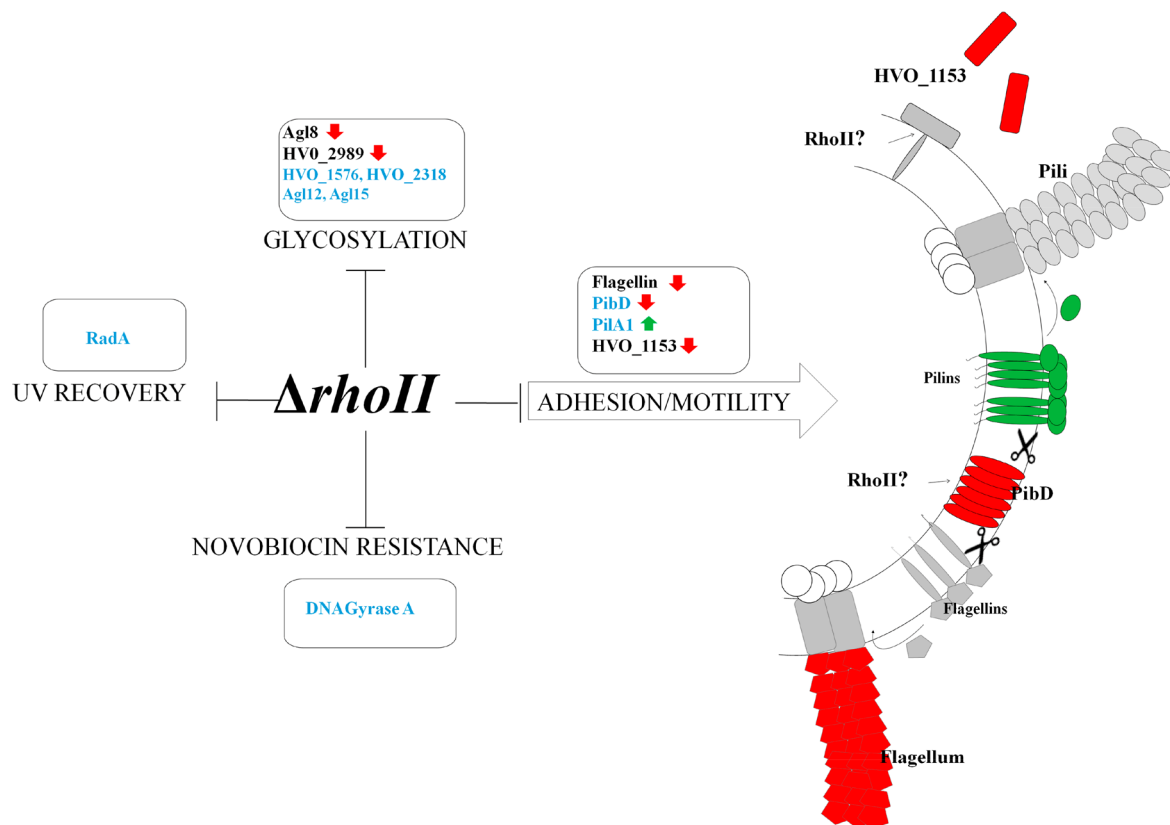 HVO_1153
RhoII?
Pili
Agl8
HV0_2989
HVO_1576, HVO_2318
Agl12, Agl15
GLYCOSYLATION
Flagellin
PibD
PilA1
HVO_1153
RadA
UV RECOVERY
ΔrhoII
ADHESION/MOTILITY
Pilins
RhoII?
PibD
NOVOBIOCIN RESISTANCE
DNAGyrase A
Flagellins
Flagellum